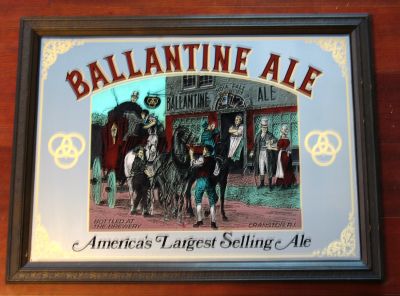 BALLANTINE ALE
BALLANTINE
ALE
BOTTLED AT
THE BREWERY
CRANSTON, R.I.
America's Largest Selling Ale